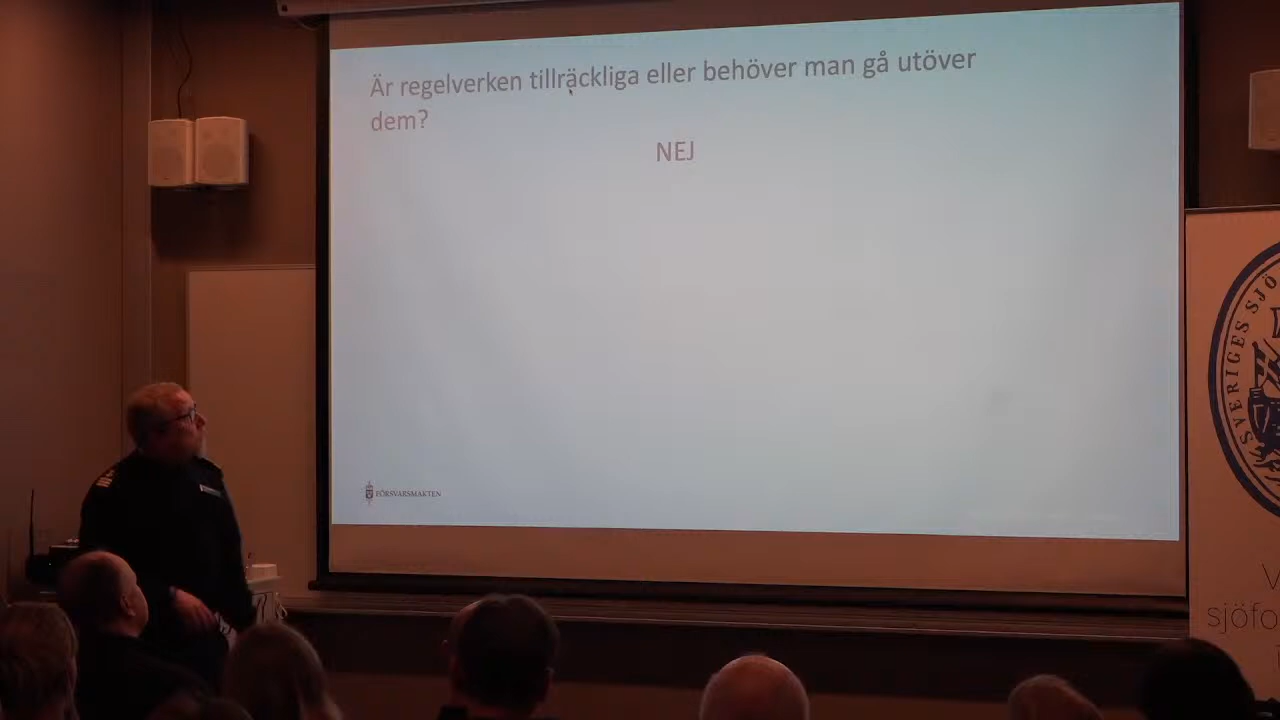 Är regelverken tillräckliga eller behöver man gå utöver
dem?
NEJ
FÖRSVARSMAKTEN
SVERIGES SJÖ
sjöfo